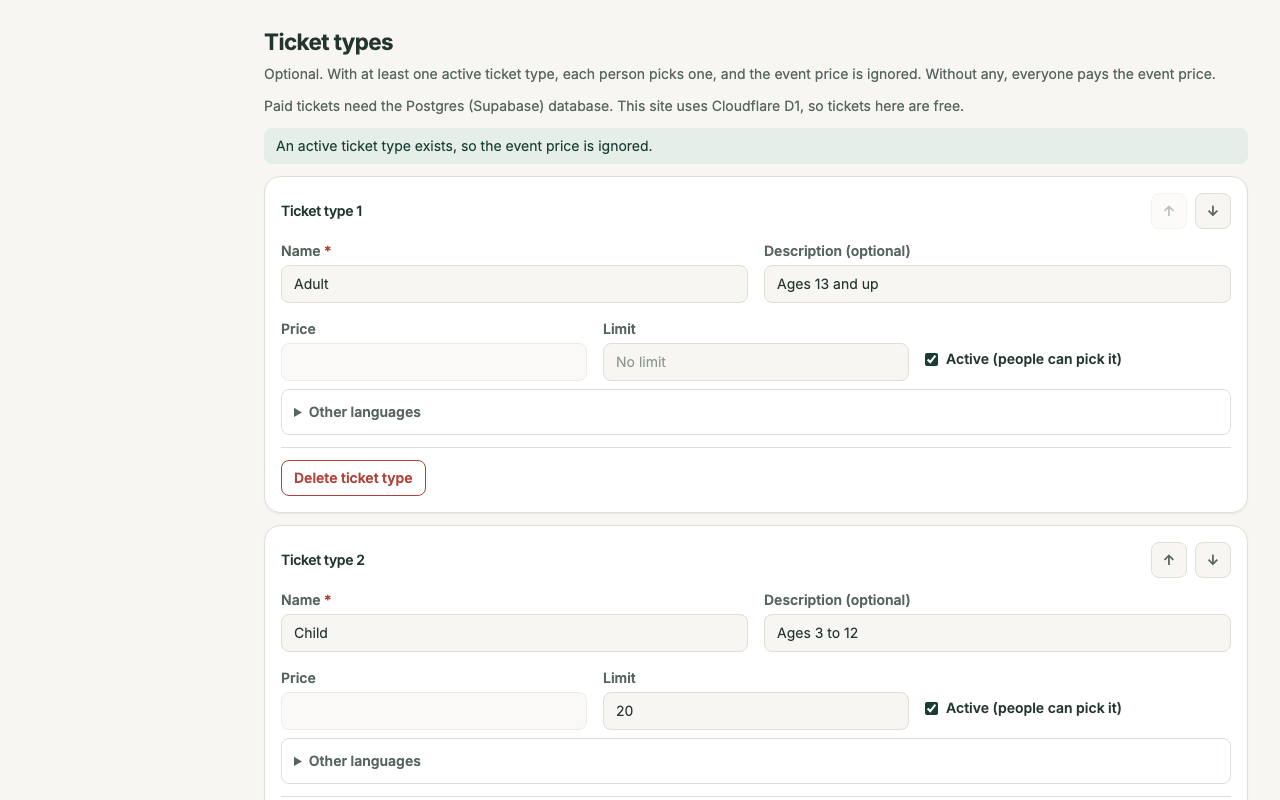 Ticket types
Optional. With at least one active ticket type, each person picks one, and the event price is ignored. Without any, everyone pays the event price.
Paid tickets need the Postgres (Supabase) database. This site uses Cloudflare D1, so tickets here are free.
An active ticket type exists, so the event price is ignored.
Ticket type 1
Name *
Description (optional)
Adult
Ages 13 and up
Price
Limit
No limit
Active (people can pick it)
Other languages
Delete ticket type
Ticket type 2
Name *
Description (optional)
Child
Ages 3 to 12
Price
Limit
20
Active (people can pick it)
Other languages